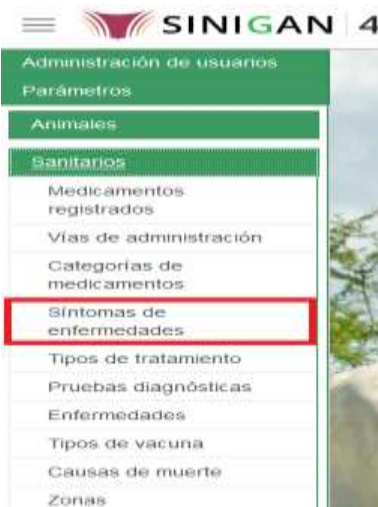 SINIGAN 4
Administración de usuarios
Parámetros
Animales
Sanitarios
Medicamentos
registrados
Vías de administración
Categorías de
medicamentos
Síntomas de
enfermedades
Tipos de tratamiento
Pruebas diagnósticas
Enfermedades
Tipos de vacuna
Causas de muerte
Zonas